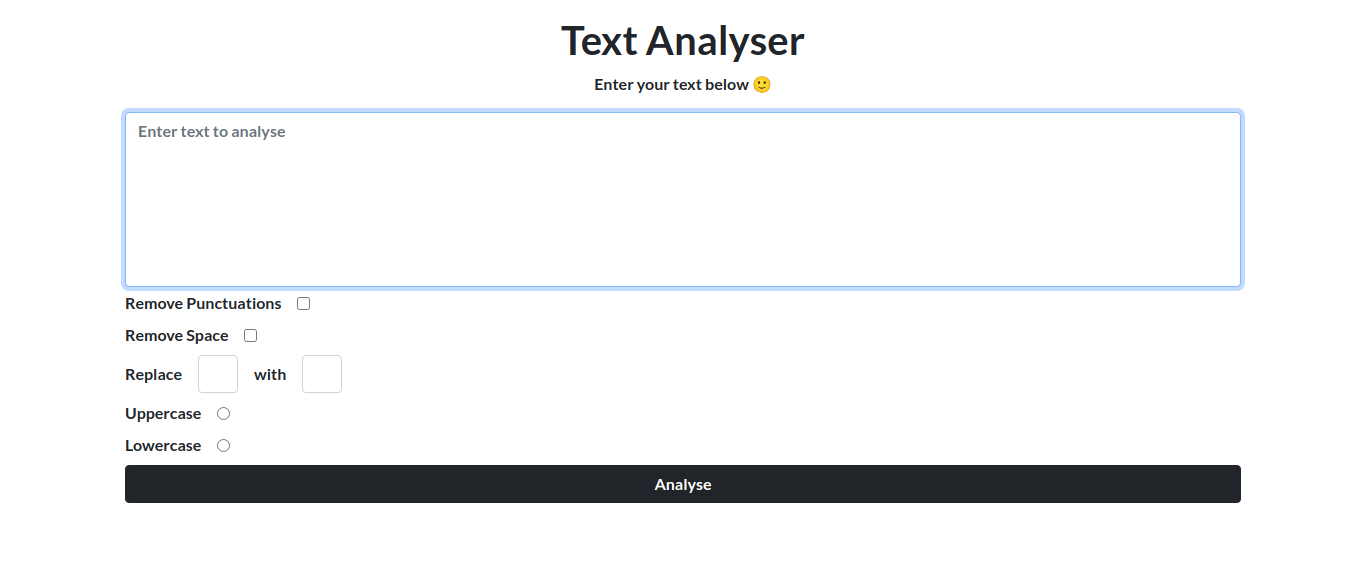 Text Analyser
Enter your text below 🙂
Enter text to analyse
Remove Punctuations
Remove Space
Replace with
Uppercase
Lowercase
Analyse